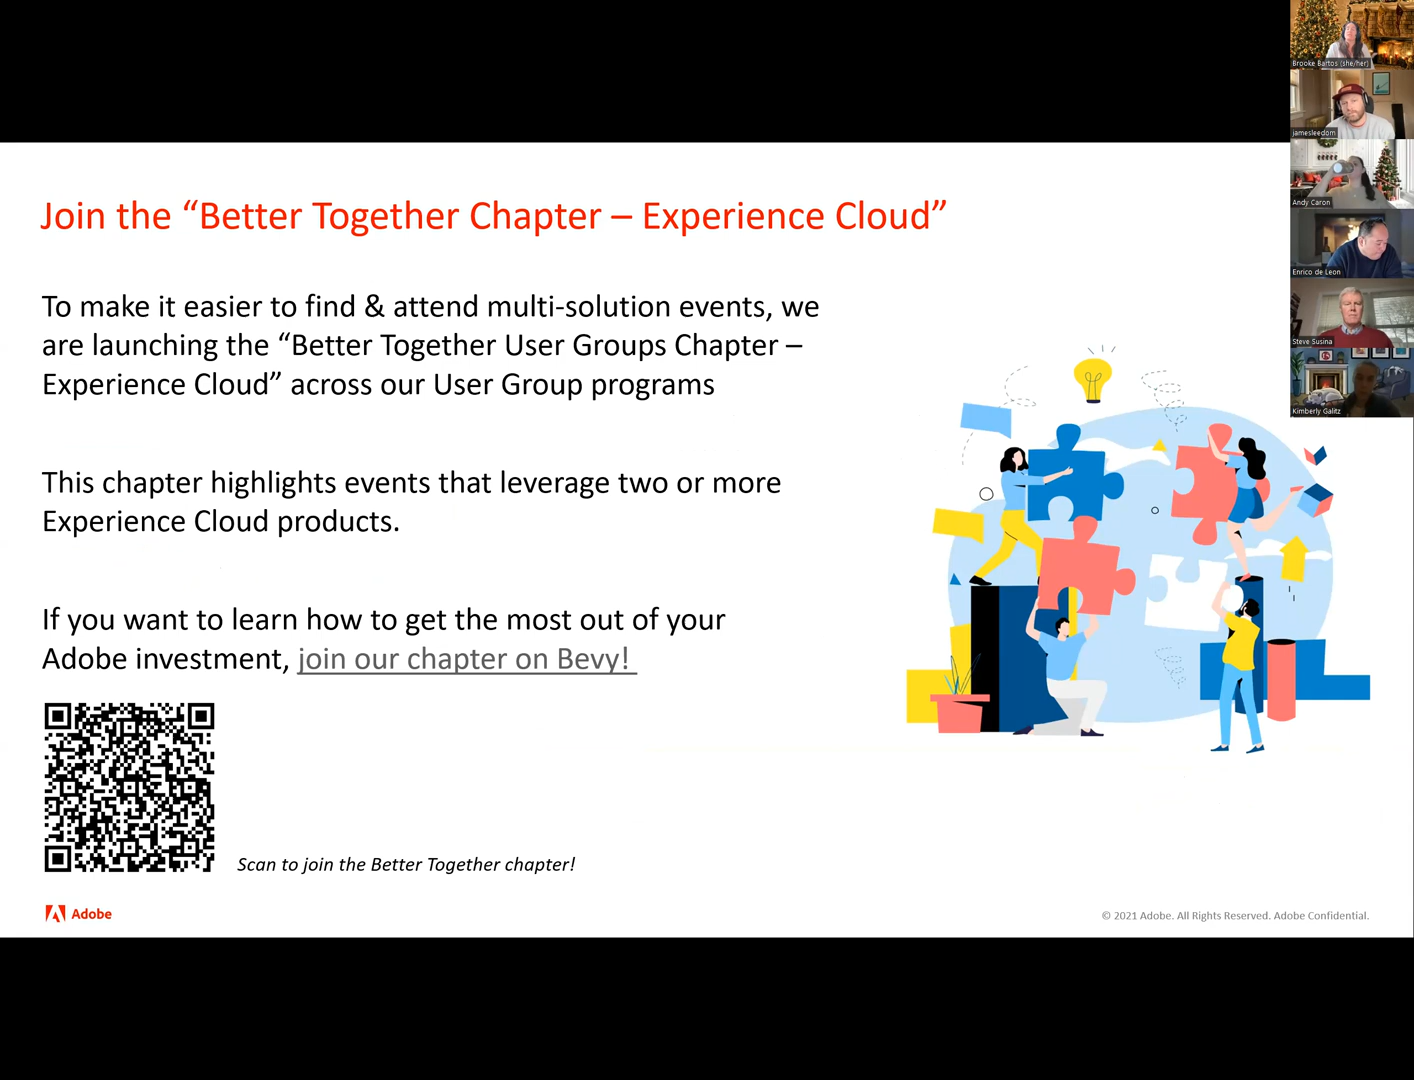 Join the “Better Together Chapter – Experience Cloud”
To make it easier to find & attend multi-solution events, we
are launching the “Better Together User Groups Chapter –
Experience Cloud” across our User Group programs
This chapter highlights events that leverage two or more
Experience Cloud products.
If you want to learn how to get the most out of your
Adobe investment, join our chapter on Bevy!
Scan to join the Better Together chapter!
Adobe
© 2021 Adobe. All Rights Reserved. Adobe Confidential.
Brooke Bartos (she/her)
jamesleedom
Andy Caron
Enrico de Leon
Steve Susina
Kimberly Galitz